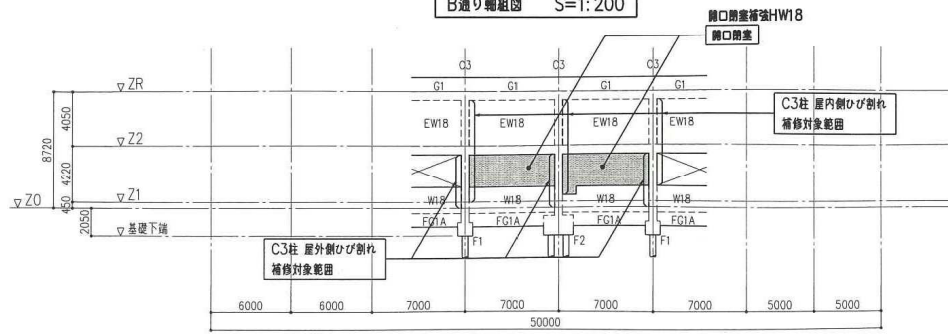 B通り軸組図 S=1:200
開口閉塞補強HW18
開口閉塞
C3 C3 C3
G1 G1 G1 G1
▽ ZR
4050
EW18 EW18 EW18 EW18
C3柱 屋内側ひび割れ
補修対象範囲
8720
▽ Z2
4220
▽ Z0
▽ Z1
450
W18 W18 W18 W18
FG1A FG1A FG1A FG1A
2050
▽ 基礎下端
F1 F2 F1
C3柱 屋外側ひび割れ
補修対象範囲
6000 6000 7000 7000 7000 7000 5000 5000
50000